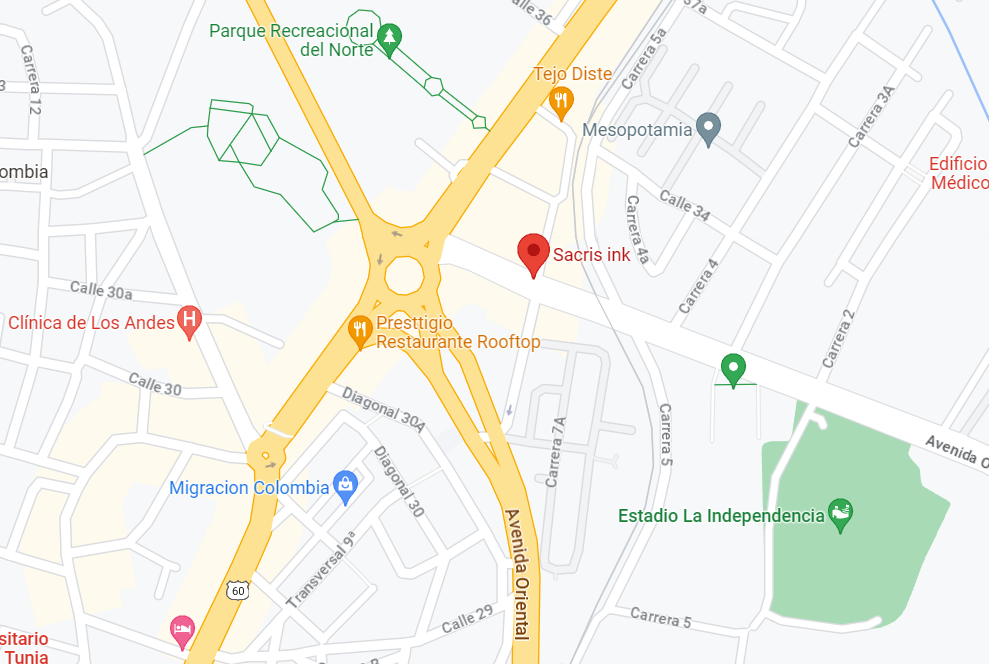 alle 36
37a
Parque Recreacional
del Norte
Carrera 12
3
Carrera 5a
Tejo Diste
Mesopotamia
Carrera 3A
ombia
Edificio
Médico
Calle 34
Carrera 4a
Sacris ink
Carrera 4
Calle 30a
Clínica de Los Andes
H
Presttigio
Restaurante Rooftop
Carrera 2
Calle 30
Diagonal 30A
Carrera 7A
Carrera 5
Avenida O
Diagonal 30
Migracion Colombia
Estadio La Independencia
Avenida Oriental
Transversal 9ª
60
Calle 29
Carrera 5
sitario
Tunja